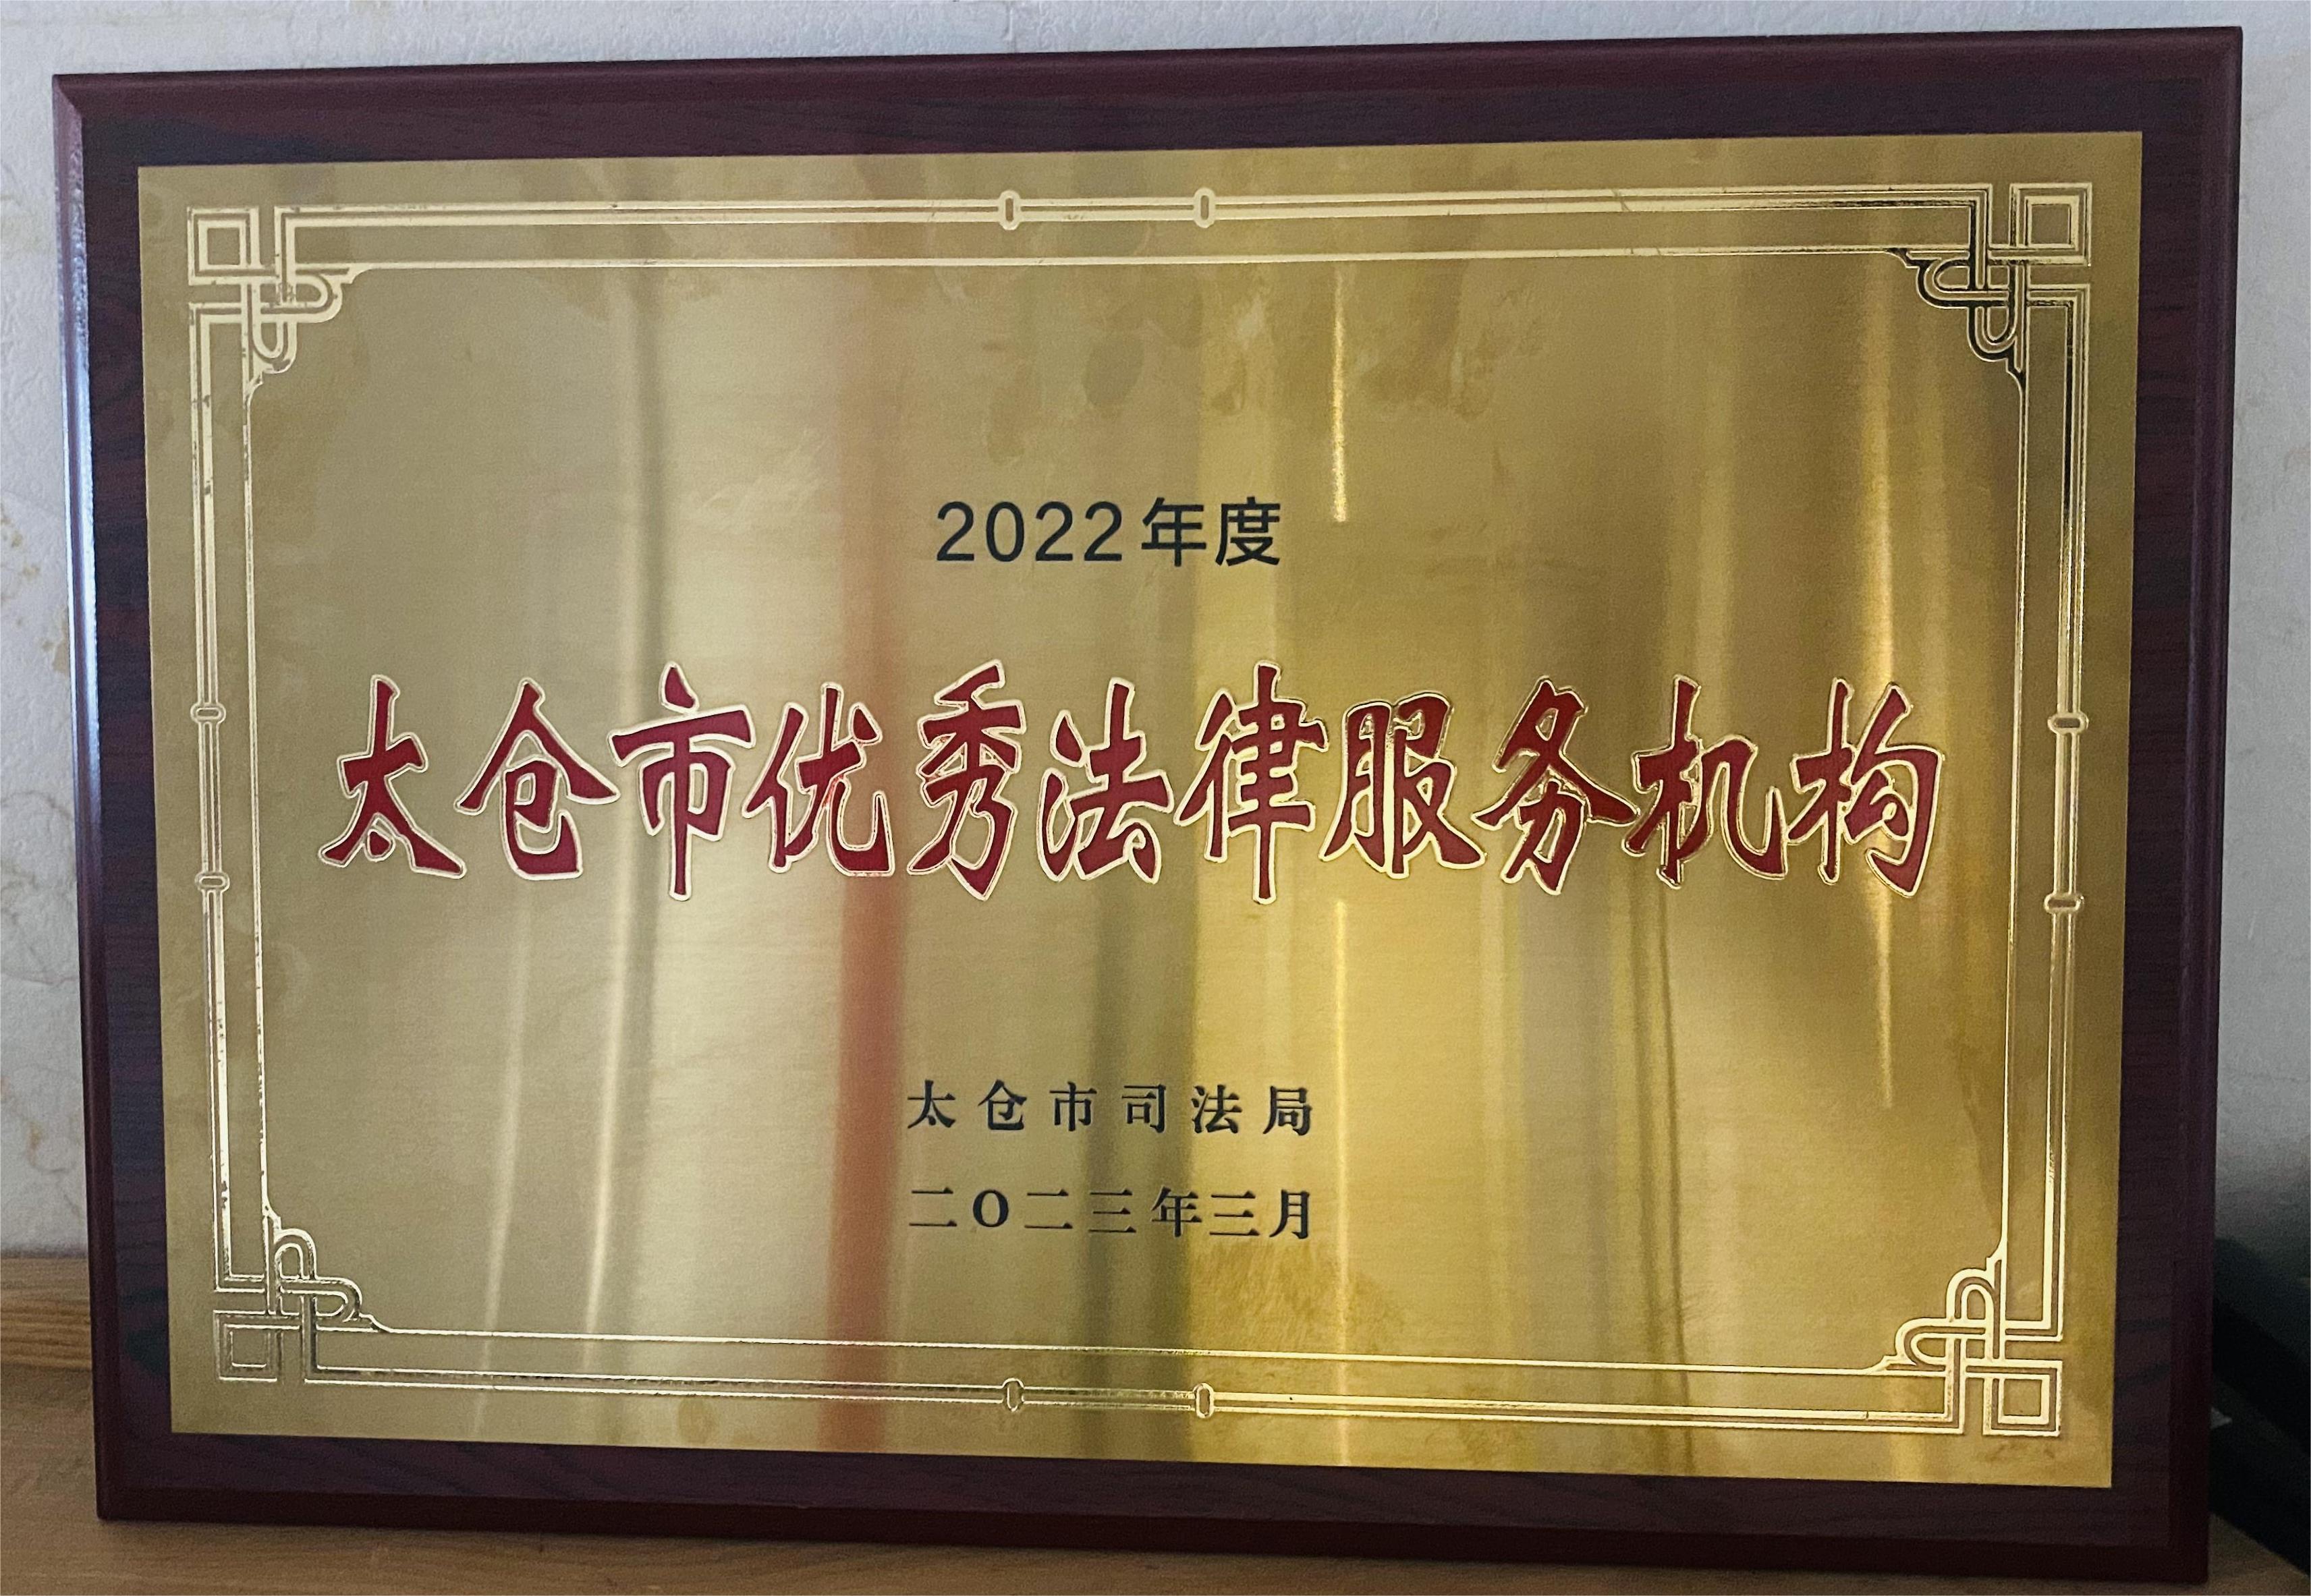 2022年度
太仓市优秀法律服务机构
太仓市司法局
二〇二三年三月